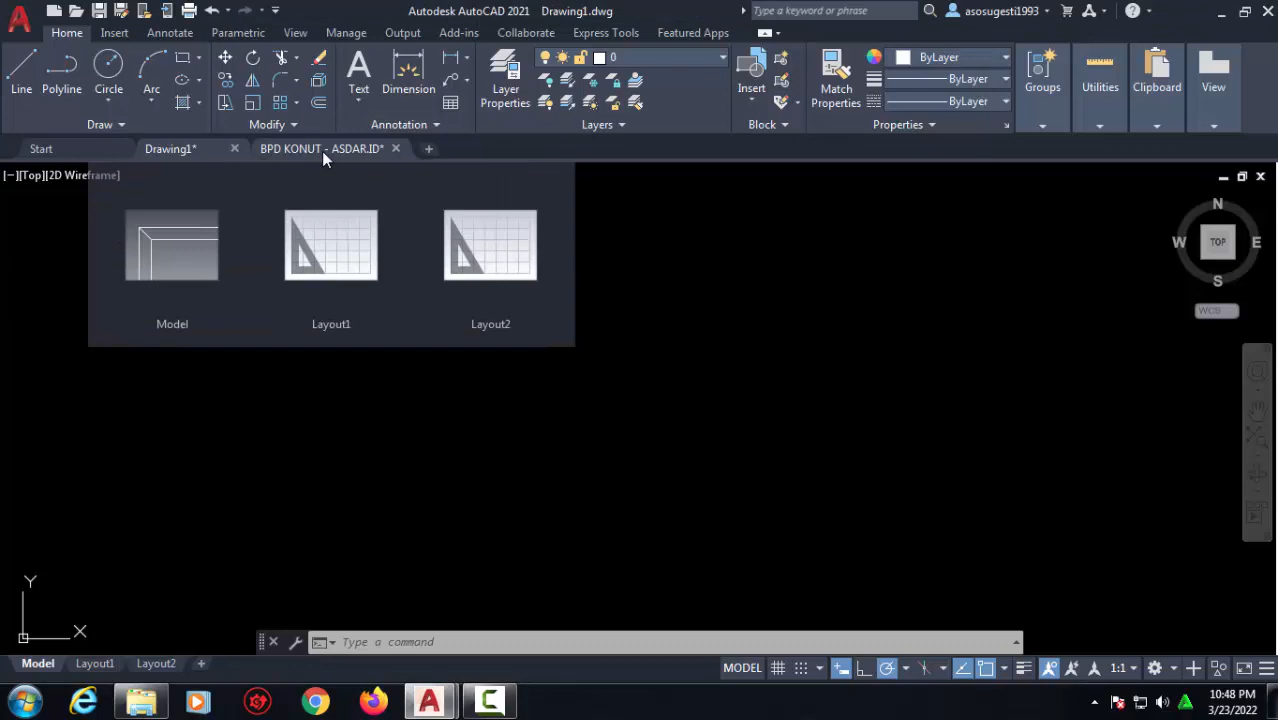 Autodesk AutoCAD 2021 Drawing1.dwg
Type a keyword or phrase
asosugesti1993
Home Insert Annotate Parametric View Manage Output Add-ins Collaborate Express Tools Featured Apps
Line Polyline Circle Arc
Text Dimension
Layer Properties
0
Insert
Match Properties
ByLayer
ByLayer
ByLayer
Groups Utilities Clipboard View
Draw Modify Annotation Layers Block Properties
Start Drawing1* BPD KONUT - ASDAR.ID*
[−][Top][2D Wireframe]
Model Layout1 Layout2
N
W TOP E
S
WCS
Y
X
Type a command
Model Layout1 Layout2
MODEL 1:1
10:48 PM
3/23/2022